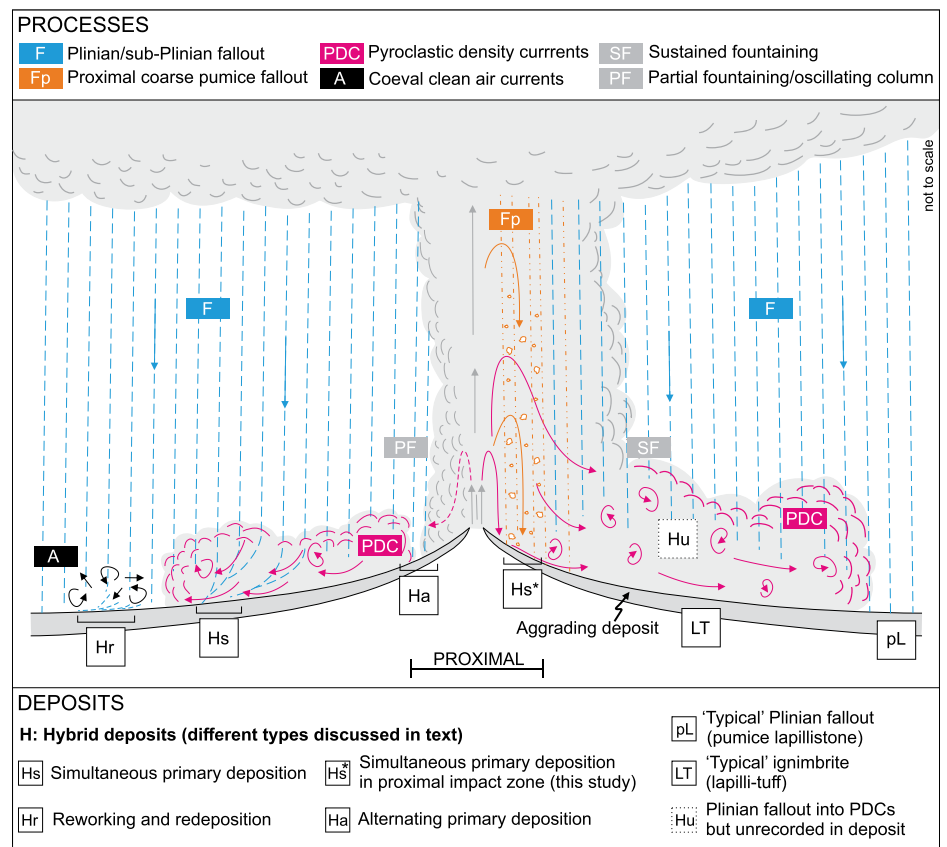 PROCESSES
F Plinian/sub-Plinian fallout
PDC Pyroclastic density currrents
SF Sustained fountaining
Fp Proximal coarse pumice fallout
A Coeval clean air currents
PF Partial fountaining/oscillating column
not to scale
Fp
F
F
PF
SF
PDC
PDC
A
Hu
Ha
Hs*
Aggrading deposit
LT
Hr
Hs
pL
PROXIMAL
DEPOSITS
H: Hybrid deposits (different types discussed in text)
Hs Simultaneous primary deposition
Hs* Simultaneous primary deposition
in proximal impact zone (this study)
Hr Reworking and redeposition
Ha Alternating primary deposition
pL 'Typical' Plinian fallout
(pumice lapillistone)
LT 'Typical' ignimbrite
(lapilli-tuff)
Hu Plinian fallout into PDCs
but unrecorded in deposit